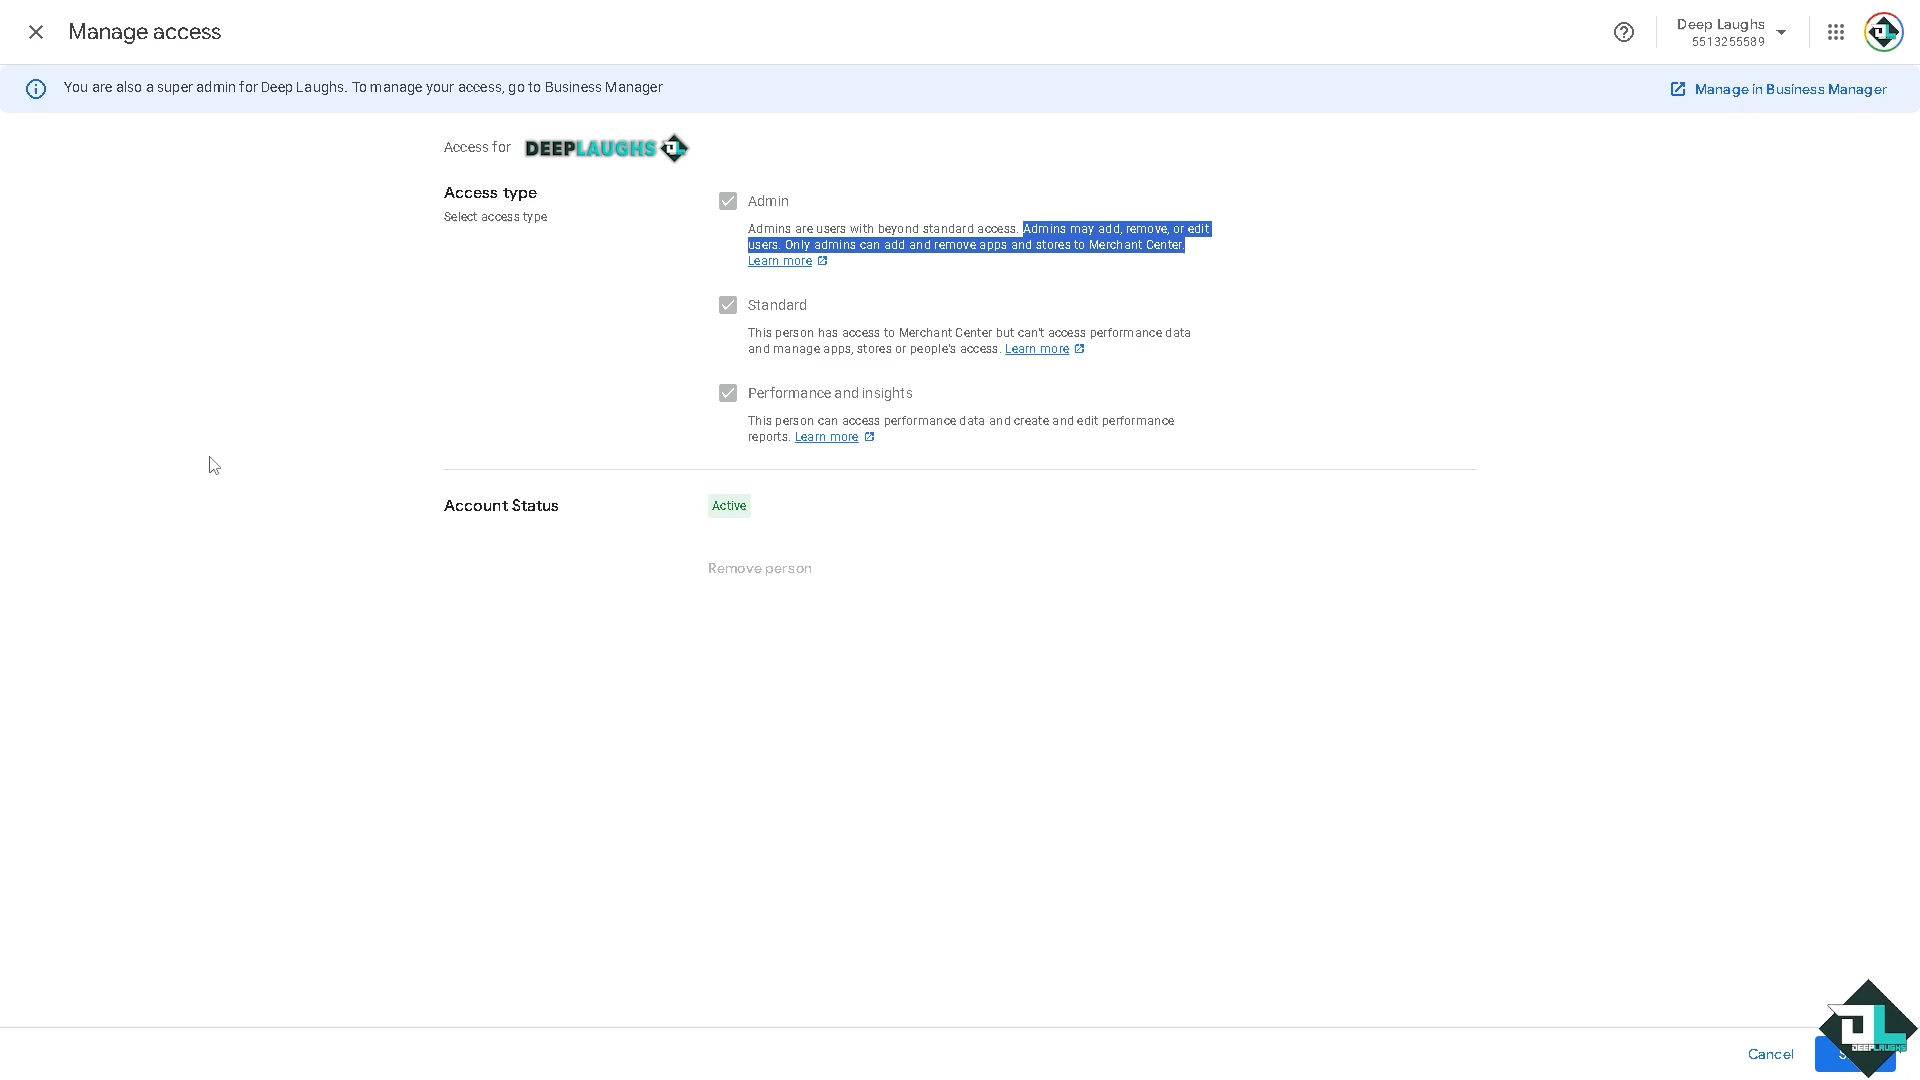 Manage access
Deep Laughs
5513255589
You are also a super admin for Deep Laughs. To manage your access, go to Business Manager
Manage in Business Manager
Access for DEEPLAUGHS
Access type
Select access type
Admin
Admins are users with beyond standard access. Admins may add, remove, or edit
users. Only admins can add and remove apps and stores to Merchant Center.
Learn more
Standard
This person has access to Merchant Center but can't access performance data
and manage apps, stores or people's access. Learn more
Performance and insights
This person can access performance data and create and edit performance
reports. Learn more
Account Status
Active
Remove person
Cancel
DEEPLAUGHS